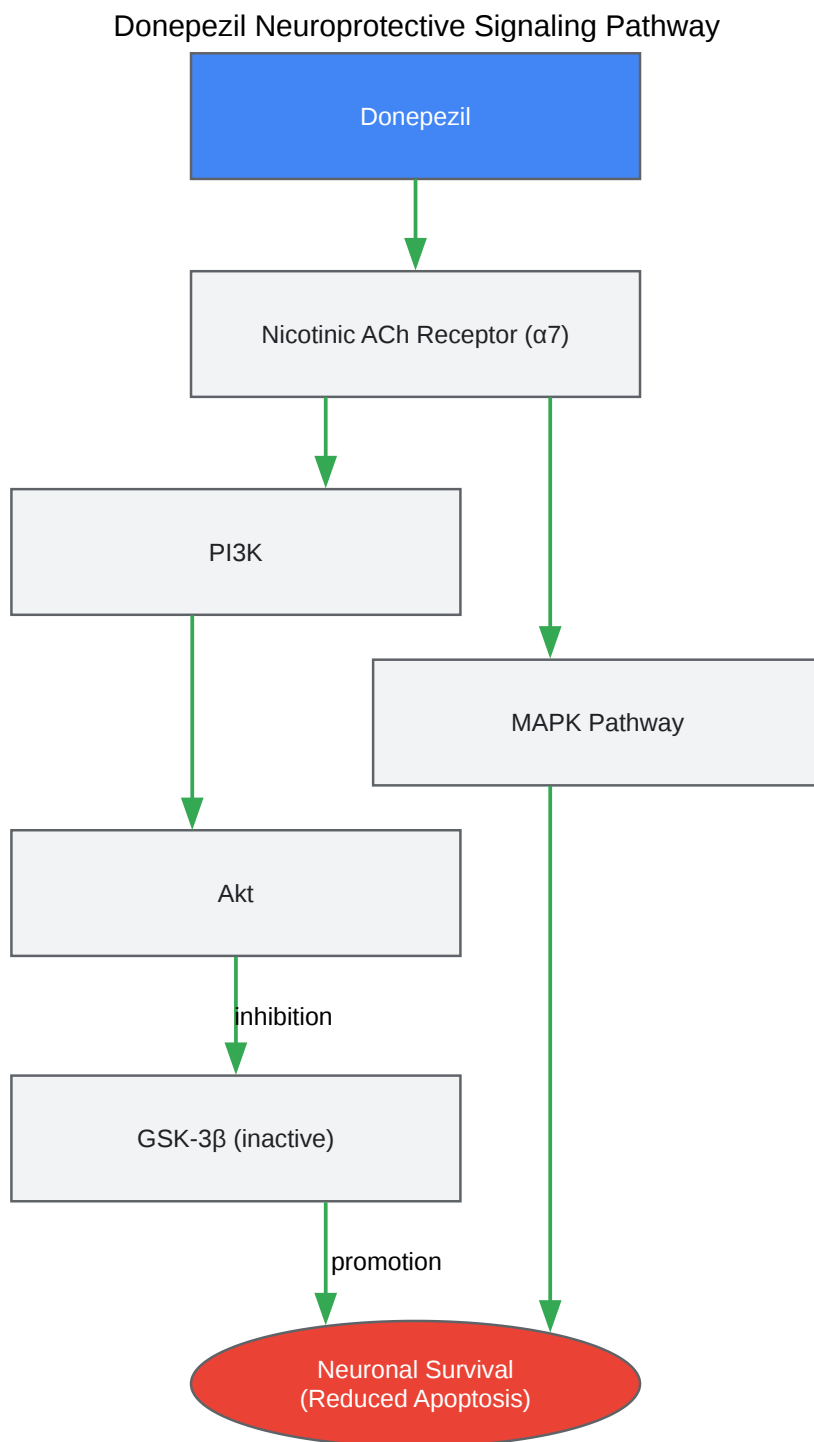 Donepezil Neuroprotective Signaling Pathway
Donepezil
Nicotinic ACh Receptor (α7)
PI3K
MAPK Pathway
Akt
inhibition
GSK-3β (inactive)
promotion
Neuronal Survival
(Reduced Apoptosis)